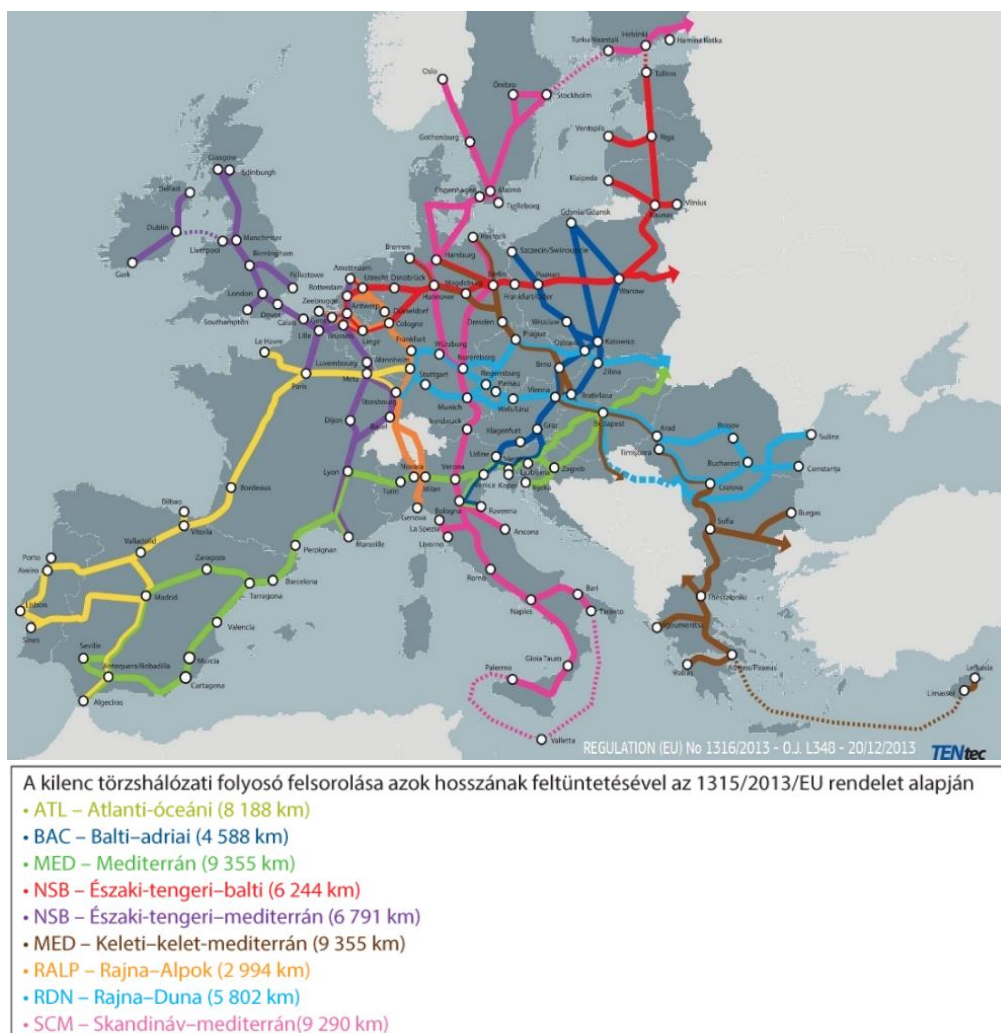 Helsinki
Turku/Naantali
Hamina Kotka
Oslo
Örebro
Stockholm
Tallinn
Ventspils
Riga
Gothenburg
Glasgow
Edinburgh
Klaipeda
Belfast
Copenhagen
Malmö
Vilnius
Kaunas
Gdynia/Gdansk
Dublin
Manchester
Liverpool
Rostock
Bremen
Hamburg
Szczecin/Swinoujscie
Cork
Birmingham
Felixstowe
Amsterdam
Utrecht
Osnabrück
Magdeburg
Berlin
Poznan
Warsaw
London
Rotterdam
Hannover
Frankfurt/Oder
Zeebrugge
Antwerp
Düsseldorf
Southampton
Dover
Calais
Cologne
Dresden
Wroclaw
Lille
Liège
Prague
Ostrava
Katowice
Le Havre
Frankfurt
Würzburg
Luxembourg
Mannheim
Nuremberg
Brno
Zilina
Paris
Metz
Stuttgart
Regensburg
Passau
Strasbourg
Vienna
Bratislava
Munich
Wels/Linz
Budapest
Dijon
Basel
Innsbruck
Graz
Klagenfurt
Arad
Brasov
Sulina
Timişoara
Udine
Lyon
Novara
Verona
Ljubljana
Zagreb
Bucharest
Constanța
Venice
Koper
Rijeka
Turin
Milan
Craiova
Bordeaux
Bologna
Ravenna
Genova
Bilbao
La Spezia
Sofia
Burgas
Vitoria
Livorno
Ancona
Marseille
Porto
Valladolid
Perpignan
Zaragoza
Aveiro
Roma
Barcelona
Bari
Madrid
Tarragona
Naples
Taranto
Thessaloniki
Lisbon
Igoumenitsa
Sines
Valencia
Gioia Tauro
Seville
Murcia
Patras
Athens/Piraeus
Antequera/Bobadilla
Palermo
Lefkosia
Cartagena
Limassol
Algeciras
Valletta
REGULATION (EU) No 1316/2013 - O.J. L348 - 20/12/2013
TENtec
A kilenc törzshálózati folyosó felsorolása azok hosszának feltüntetésével az 1315/2013/EU rendelet alapján
• ATL – Atlanti-óceáni (8 188 km)
• BAC – Balti–adriai (4 588 km)
• MED – Mediterrán (9 355 km)
• NSB – Északi-tengeri–balti (6 244 km)
• NSB – Északi-tengeri–mediterrán (6 791 km)
• MED – Keleti–kelet-mediterrán (9 355 km)
• RALP – Rajna–Alpok (2 994 km)
• RDN – Rajna–Duna (5 802 km)
• SCM – Skandináv–mediterrán(9 290 km)